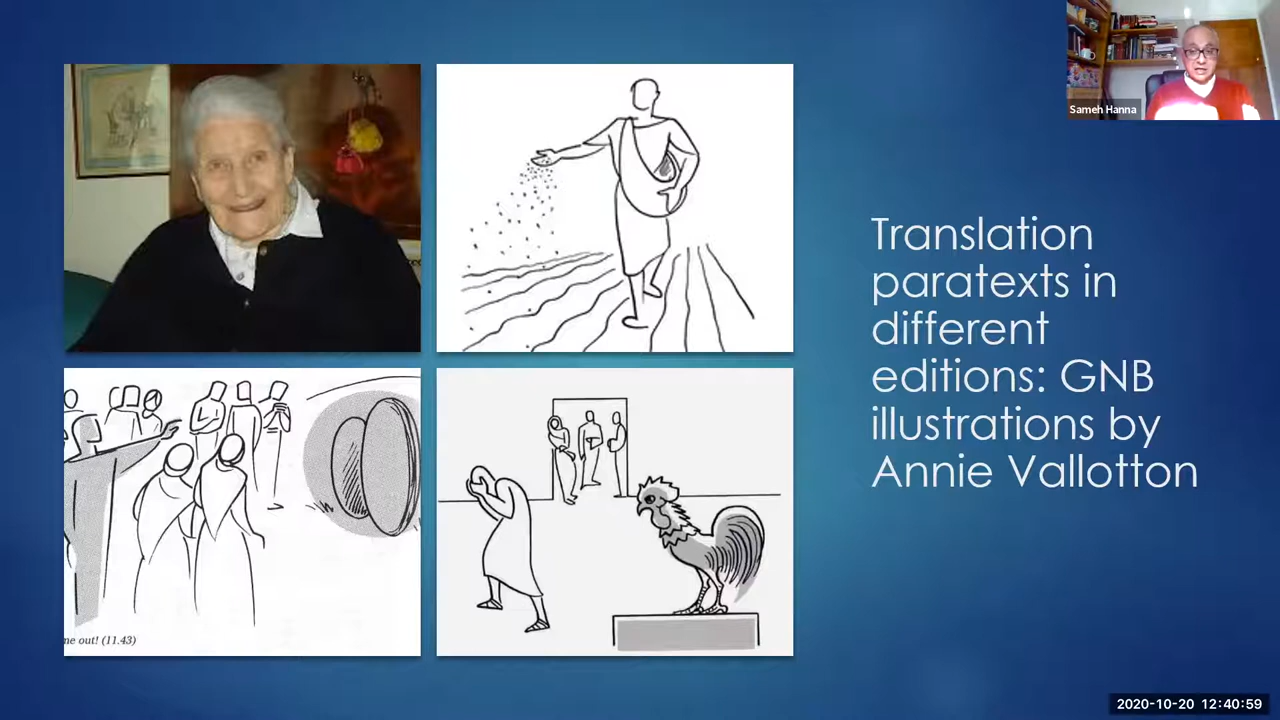 Sameh Hanna
Translation
paratexts in
different
editions: GNB
illustrations by
Annie Vallotton
me out! (11.43)
2020-10-20 12:40:59